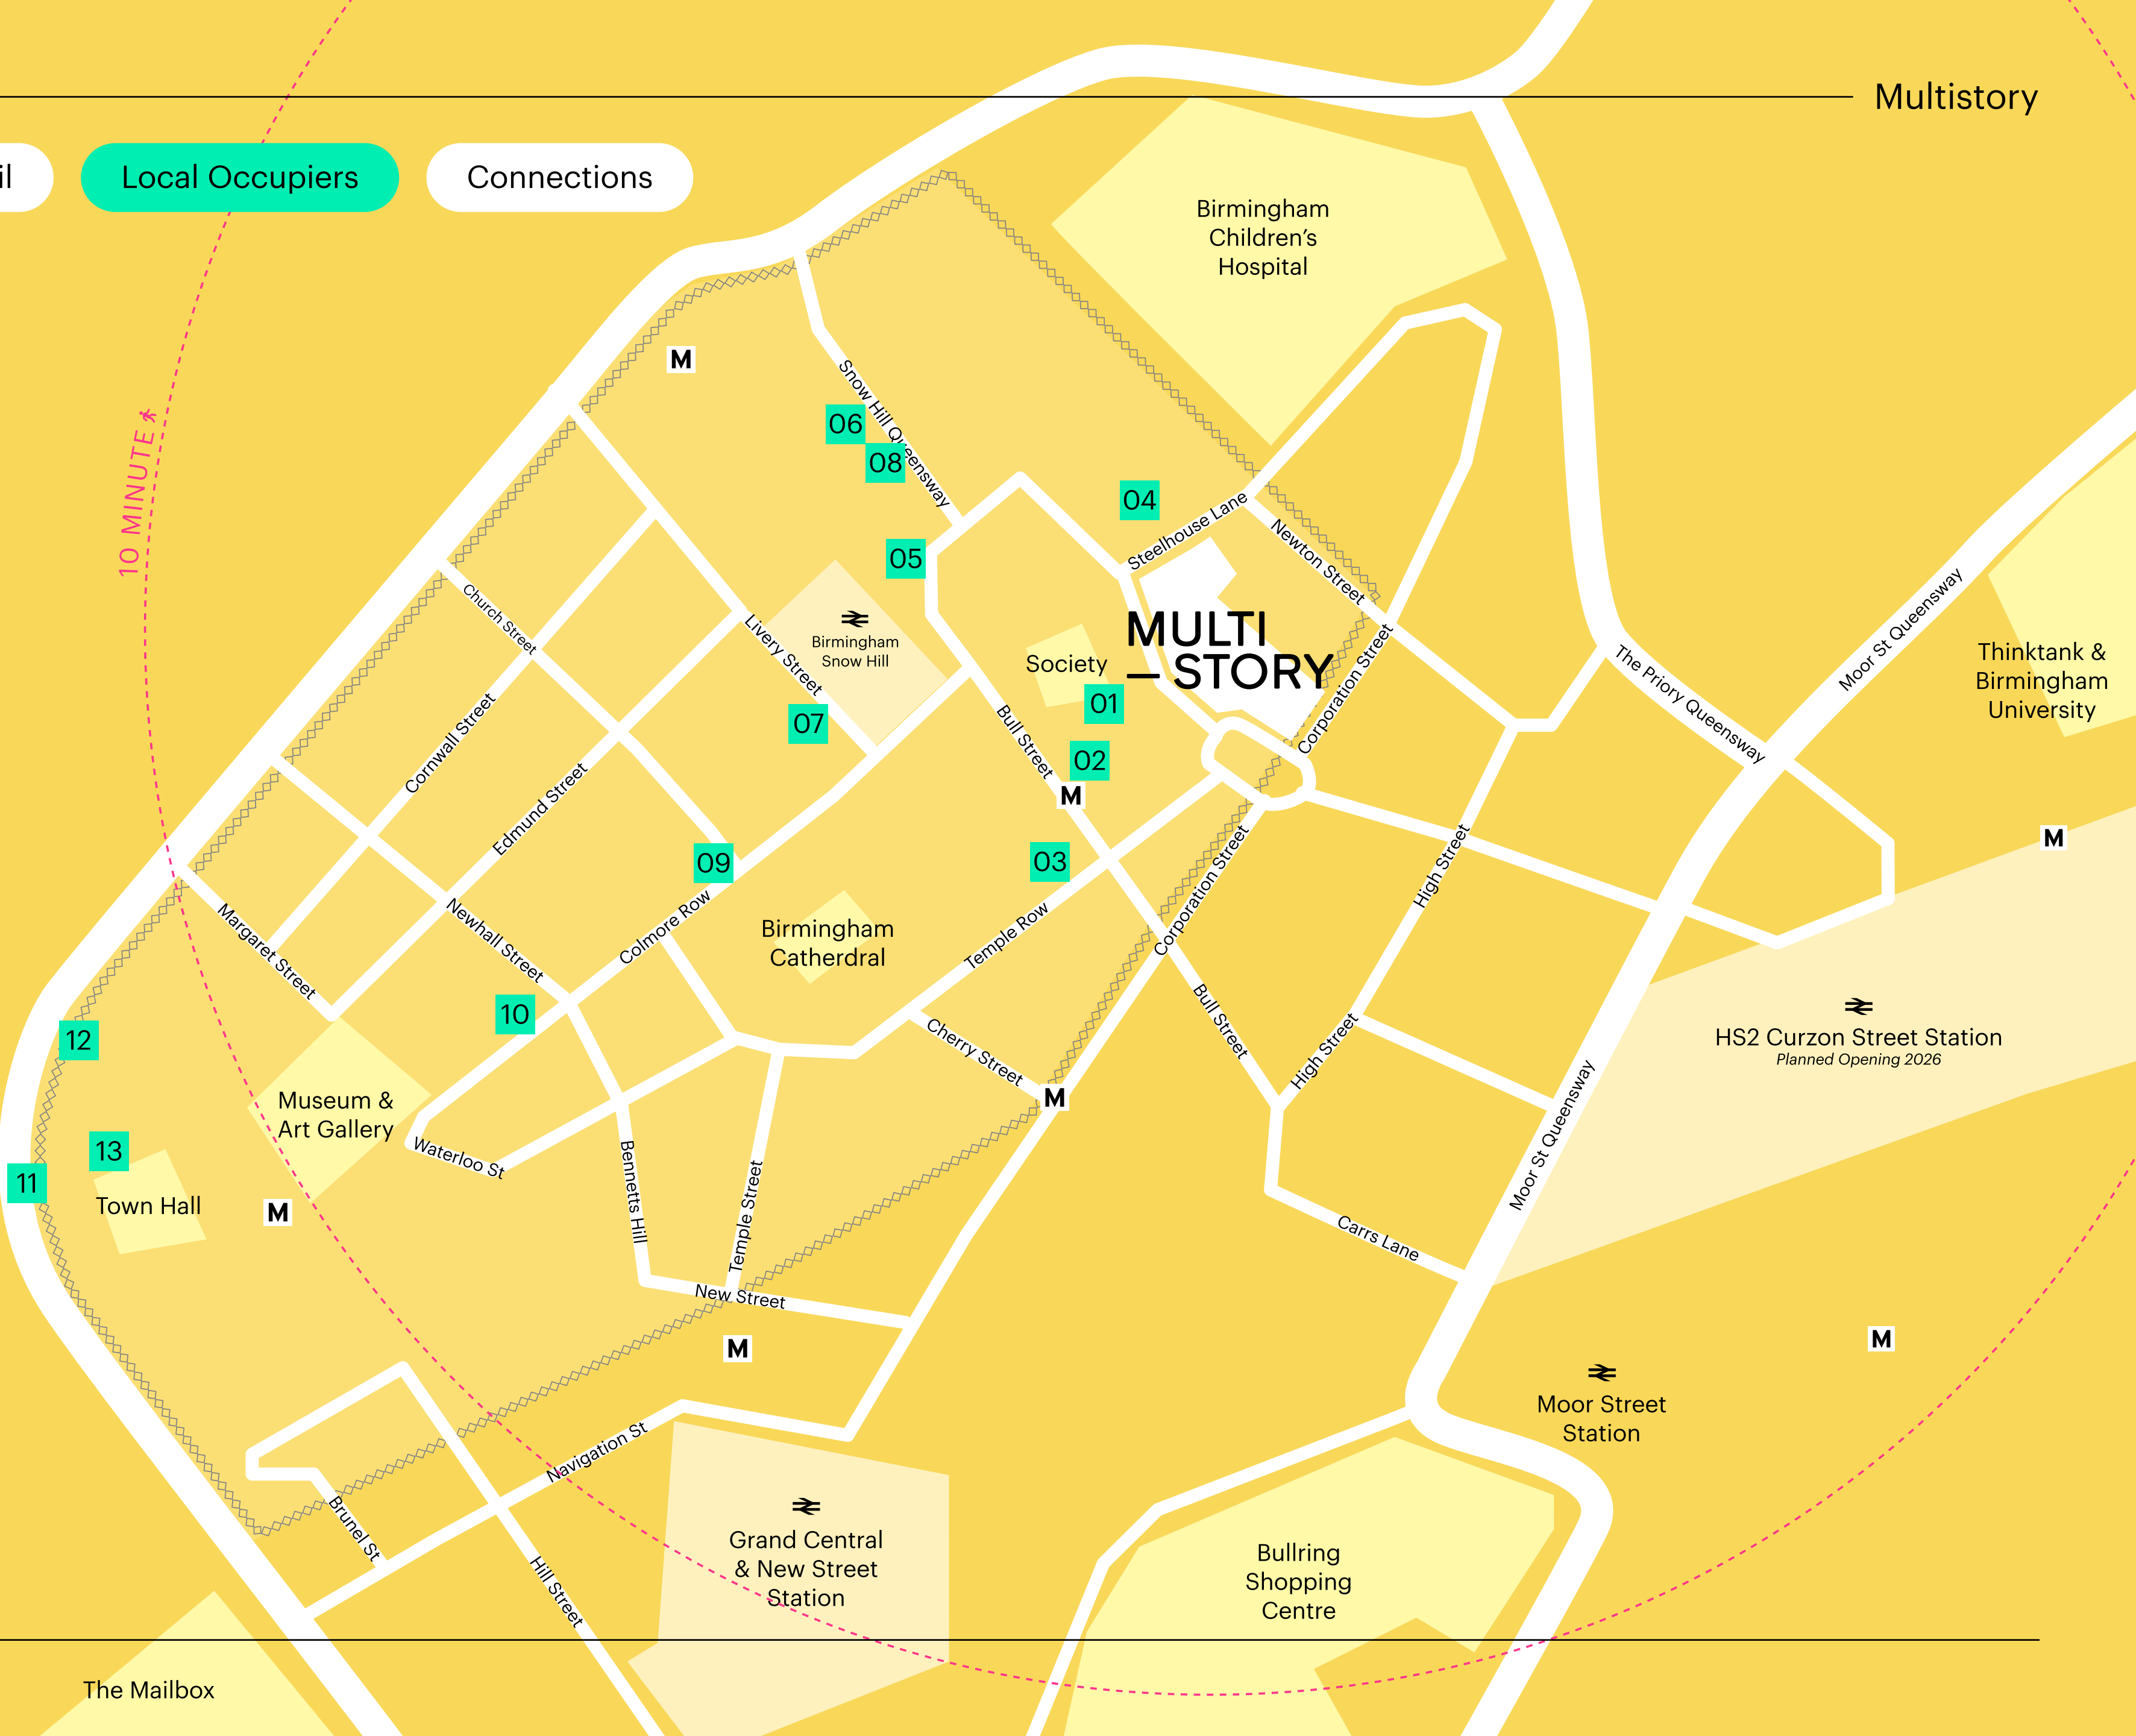 Multistory
il
Local Occupiers
Connections
Birmingham
Children’s
Hospital
M
Snow Hill Queensway
06
08
10 MINUTE
04
Steelhouse Lane
Newton Street
05
Church Street
Livery Street
Birmingham
Snow Hill
Society
MULTI
— STORY
Corporation Street
The Priory Queensway
Moor St Queensway
Thinktank &
Birmingham
University
01
07
Bull Street
02
M
Cornwall Street
Edmund Street
M
09
03
High Street
Corporation Street
Margaret Street
Newhall Street
Colmore Row
Birmingham
Catherdral
Temple Row
10
12
Cherry Street
Bull Street
High Street
HS2 Curzon Street Station
Planned Opening 2026
Museum &
Art Gallery
M
Moor St Queensway
13
Waterloo St
Bennetts Hill
Temple Street
11
Town Hall
M
Carrs Lane
New Street
M
M
Moor Street
Station
Navigation St
Brunel St
Hill Street
Grand Central
& New Street
Station
Bullring
Shopping
Centre
The Mailbox